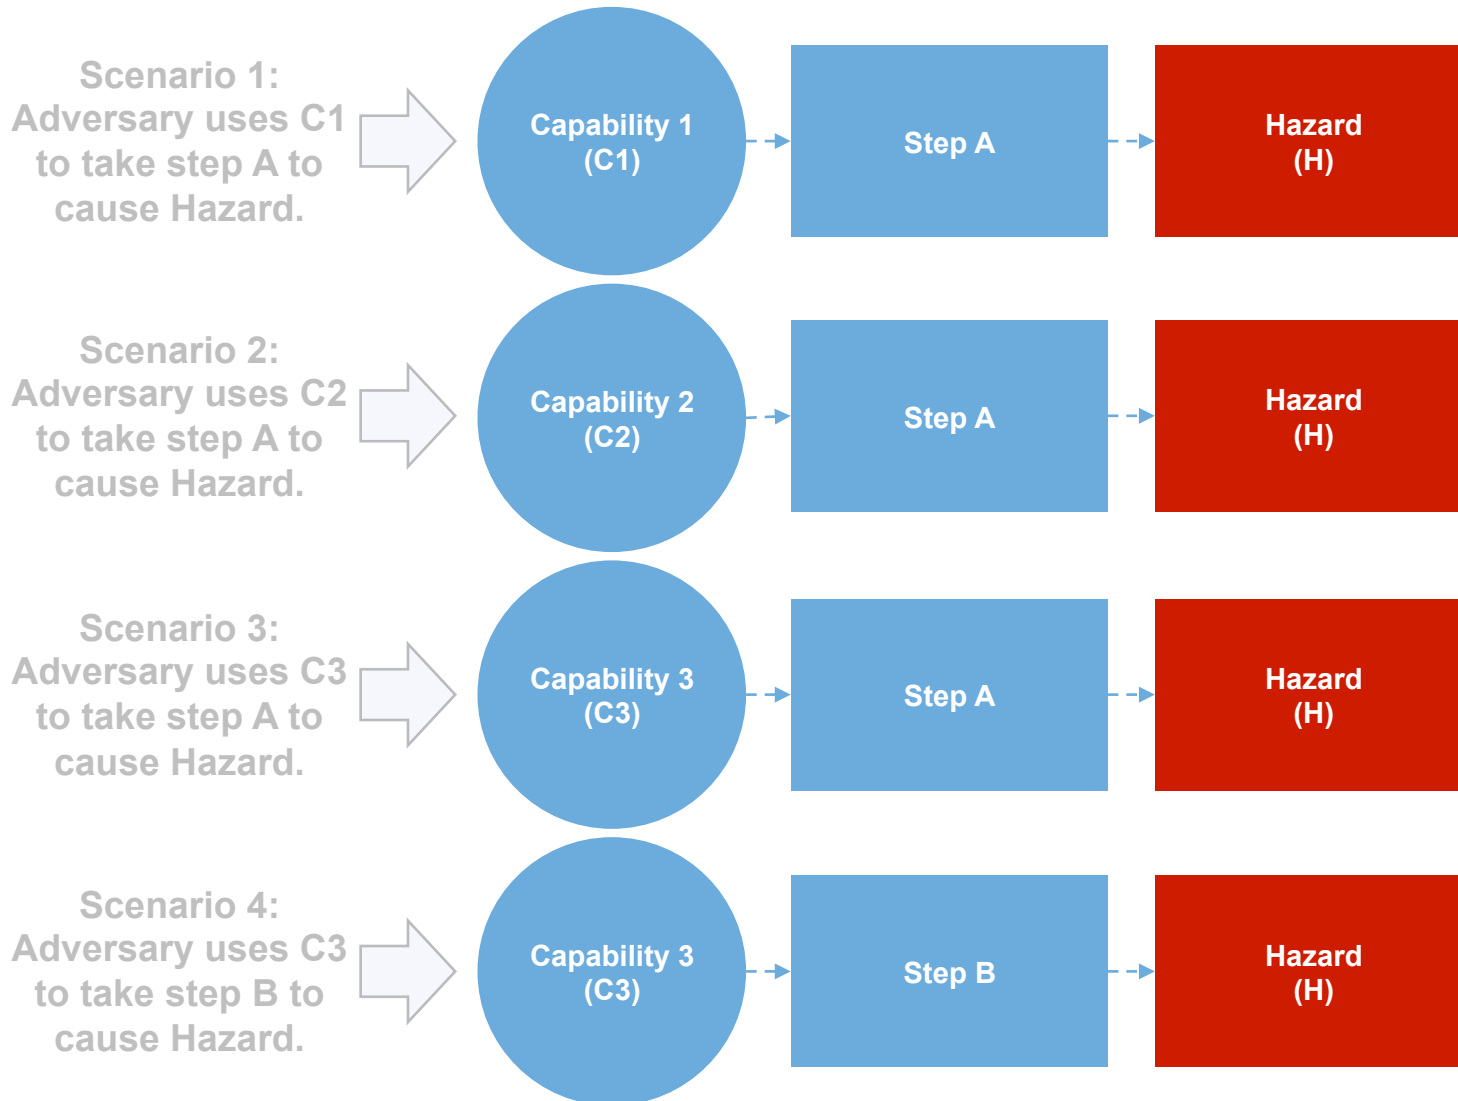 Scenario 1:
Adversary uses C1
to take step A to
cause Hazard.
Capability 1
(C1)
Step A
Hazard
(H)
Scenario 2:
Adversary uses C2
to take step A to
cause Hazard.
Capability 2
(C2)
Step A
Hazard
(H)
Scenario 3:
Adversary uses C3
to take step A to
cause Hazard.
Capability 3
(C3)
Step A
Hazard
(H)
Scenario 4:
Adversary uses C3
to take step B to
cause Hazard.
Capability 3
(C3)
Step B
Hazard
(H)